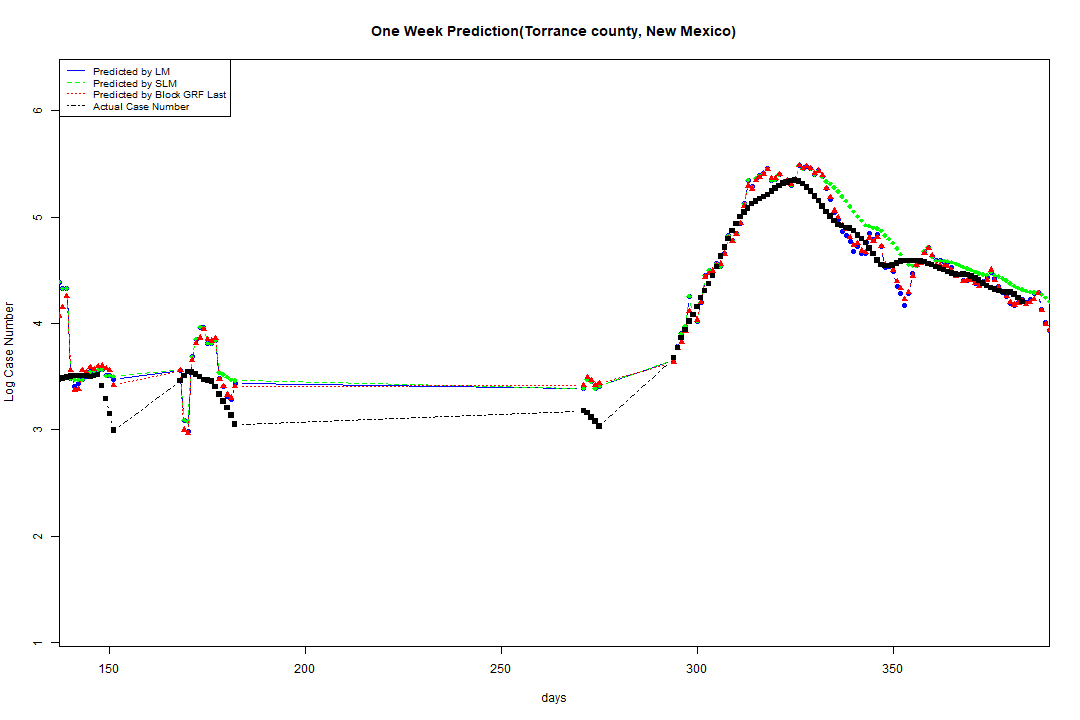 One Week Prediction(Torrance county, New Mexico)
Predicted by LM
Predicted by SLM
Predicted by Block GRF Last
Actual Case Number
Log Case Number
6
5
4
3
2
1
150 200 250 300 350
days